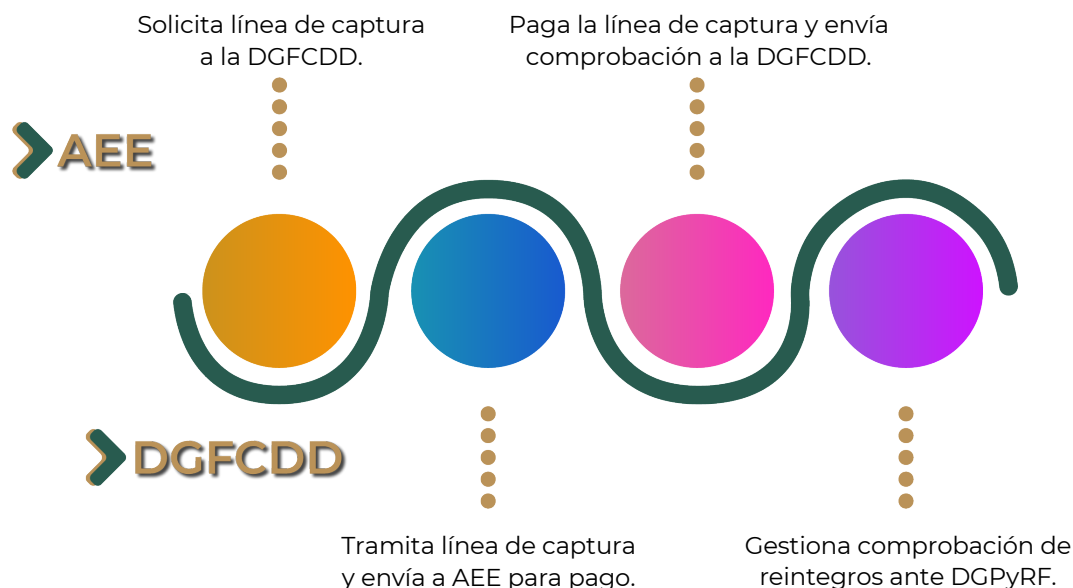 Solicita línea de captura
a la DGFCDD.
Paga la línea de captura y envía
comprobación a la DGFCDD.
AEE
DGFCDD
Tramita línea de captura
y envía a AEE para pago.
Gestiona comprobación de
reintegros ante DGPyRF.